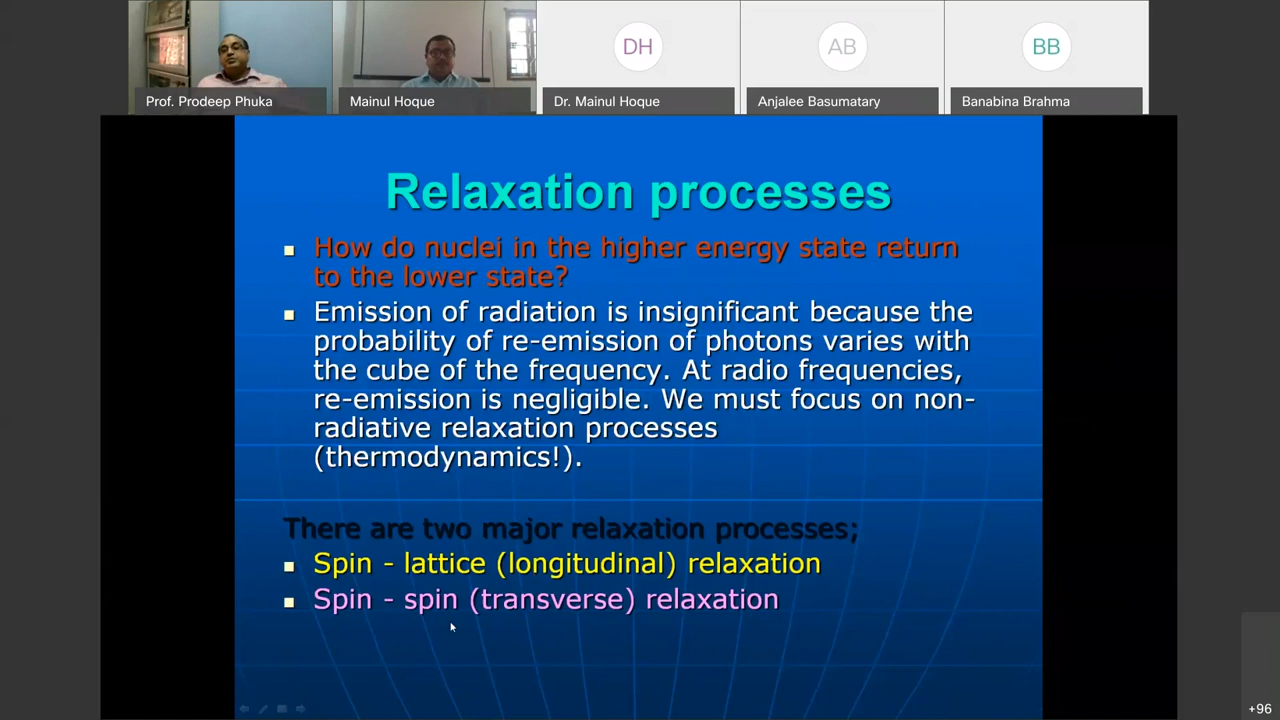 DH
AB
BB
Prof. Prodeep Phuka
Mainul Hoque
Dr. Mainul Hoque
Anjalee Basumatary
Banabina Brahma
Relaxation processes
How do nuclei in the higher energy state return
to the lower state?
Emission of radiation is insignificant because the
probability of re-emission of photons varies with
the cube of the frequency. At radio frequencies,
re-emission is negligible. We must focus on non-
radiative relaxation processes
(thermodynamics!).
There are two major relaxation processes;
Spin - lattice (longitudinal) relaxation
Spin - spin (transverse) relaxation
+96